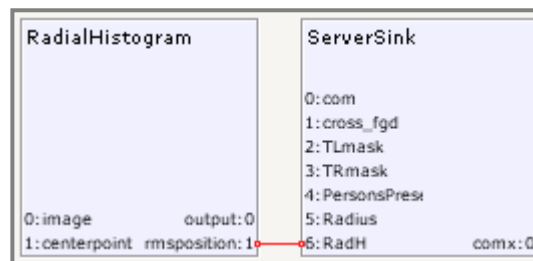 RadialHistogram
0:image
output:0
1:centerpoint
rmsposition:1
ServerSink
0:com
1:cross_fgd
2:TLmask
3:TRmask
4:PersonsPrese
5:Radius
6:RadH
comx:0